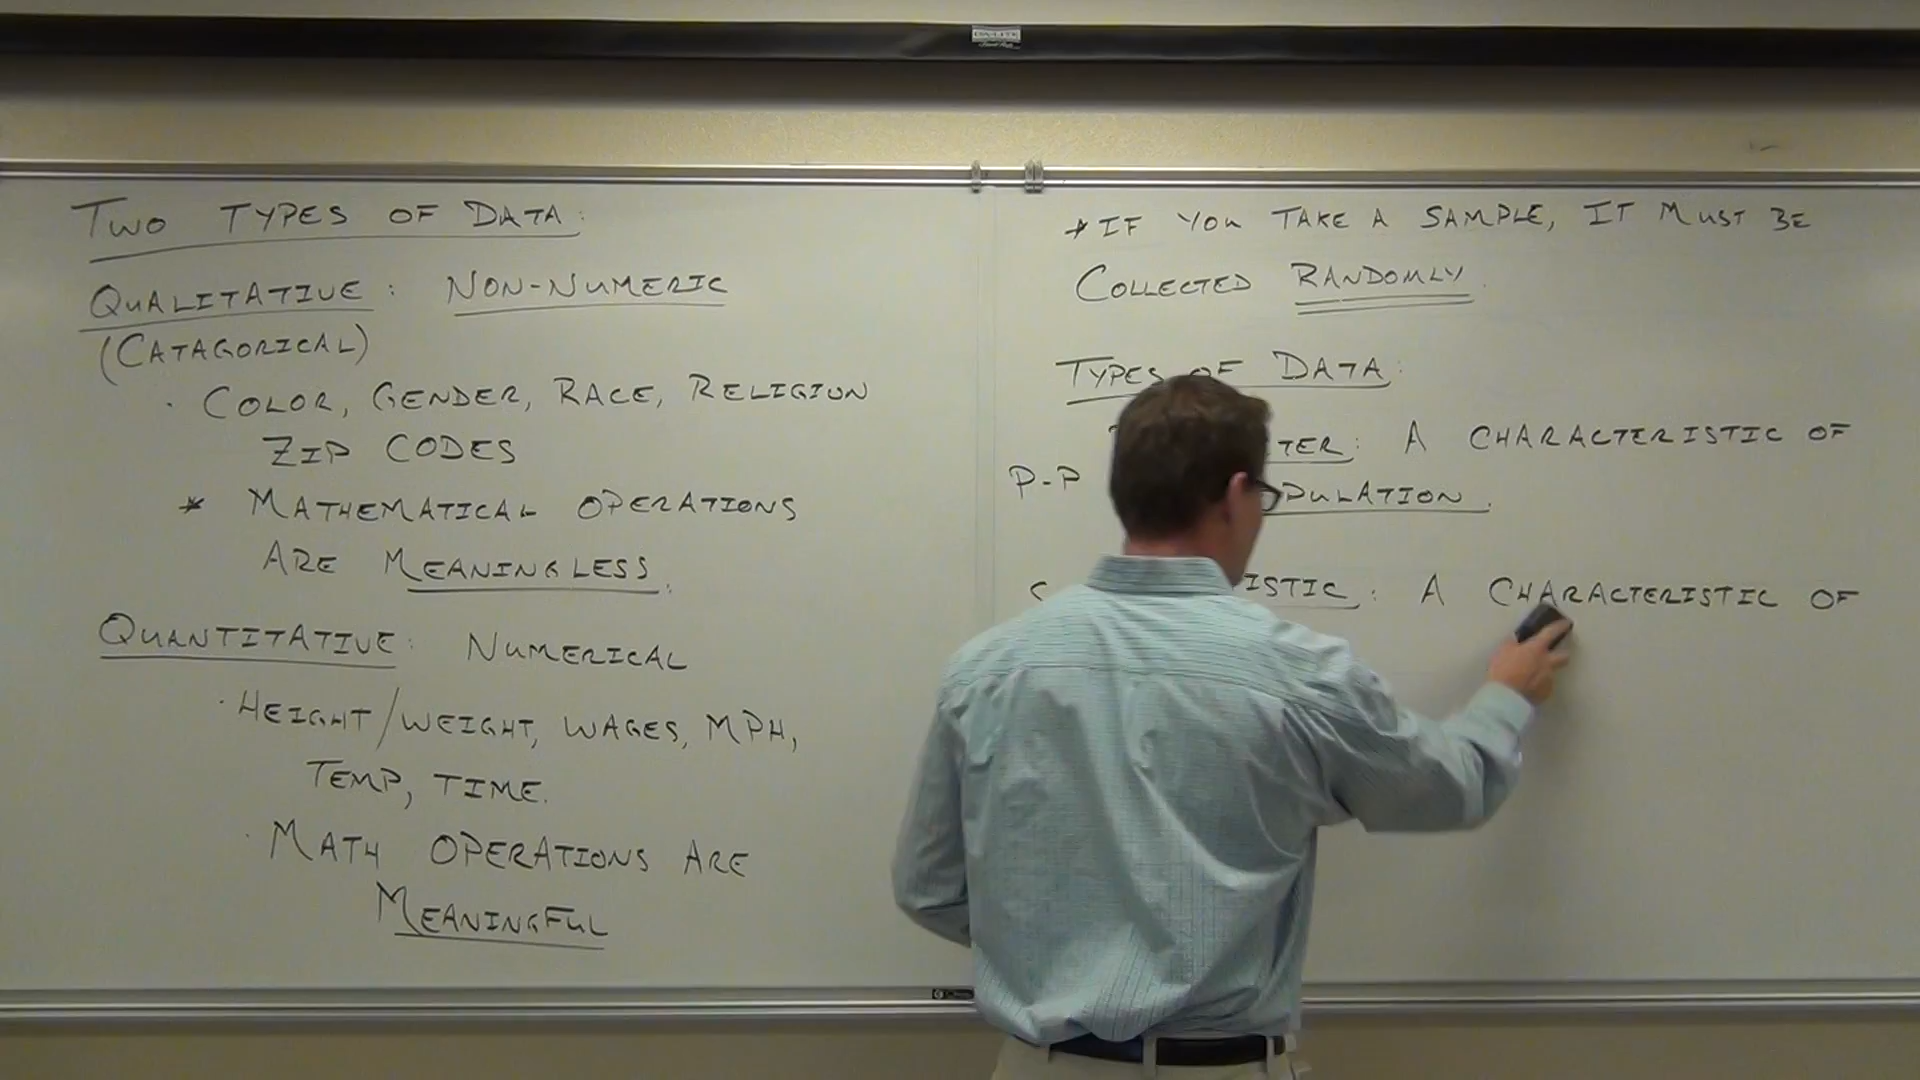 TWO TYPES OF DATA:
QUALITATIVE: NON-NUMERIC
(CATAGORICAL)
· COLOR, GENDER, RACE, RELIGION
ZIP CODES
* MATHEMATICAL OPERATIONS
ARE MEANINGLESS.
QUANTITATIVE: NUMERICAL
· HEIGHT/WEIGHT, WAGES, MPH,
TEMP, TIME.
· MATH OPERATIONS ARE
MEANINGFUL
* IF YOU TAKE A SAMPLE, IT MUST BE
COLLECTED RANDOMLY.
TYPES OF DATA:
TER: A CHARACTERISTIC OF
P-P
PULATION.
ISTIC: A CHARACTERISTIC OF